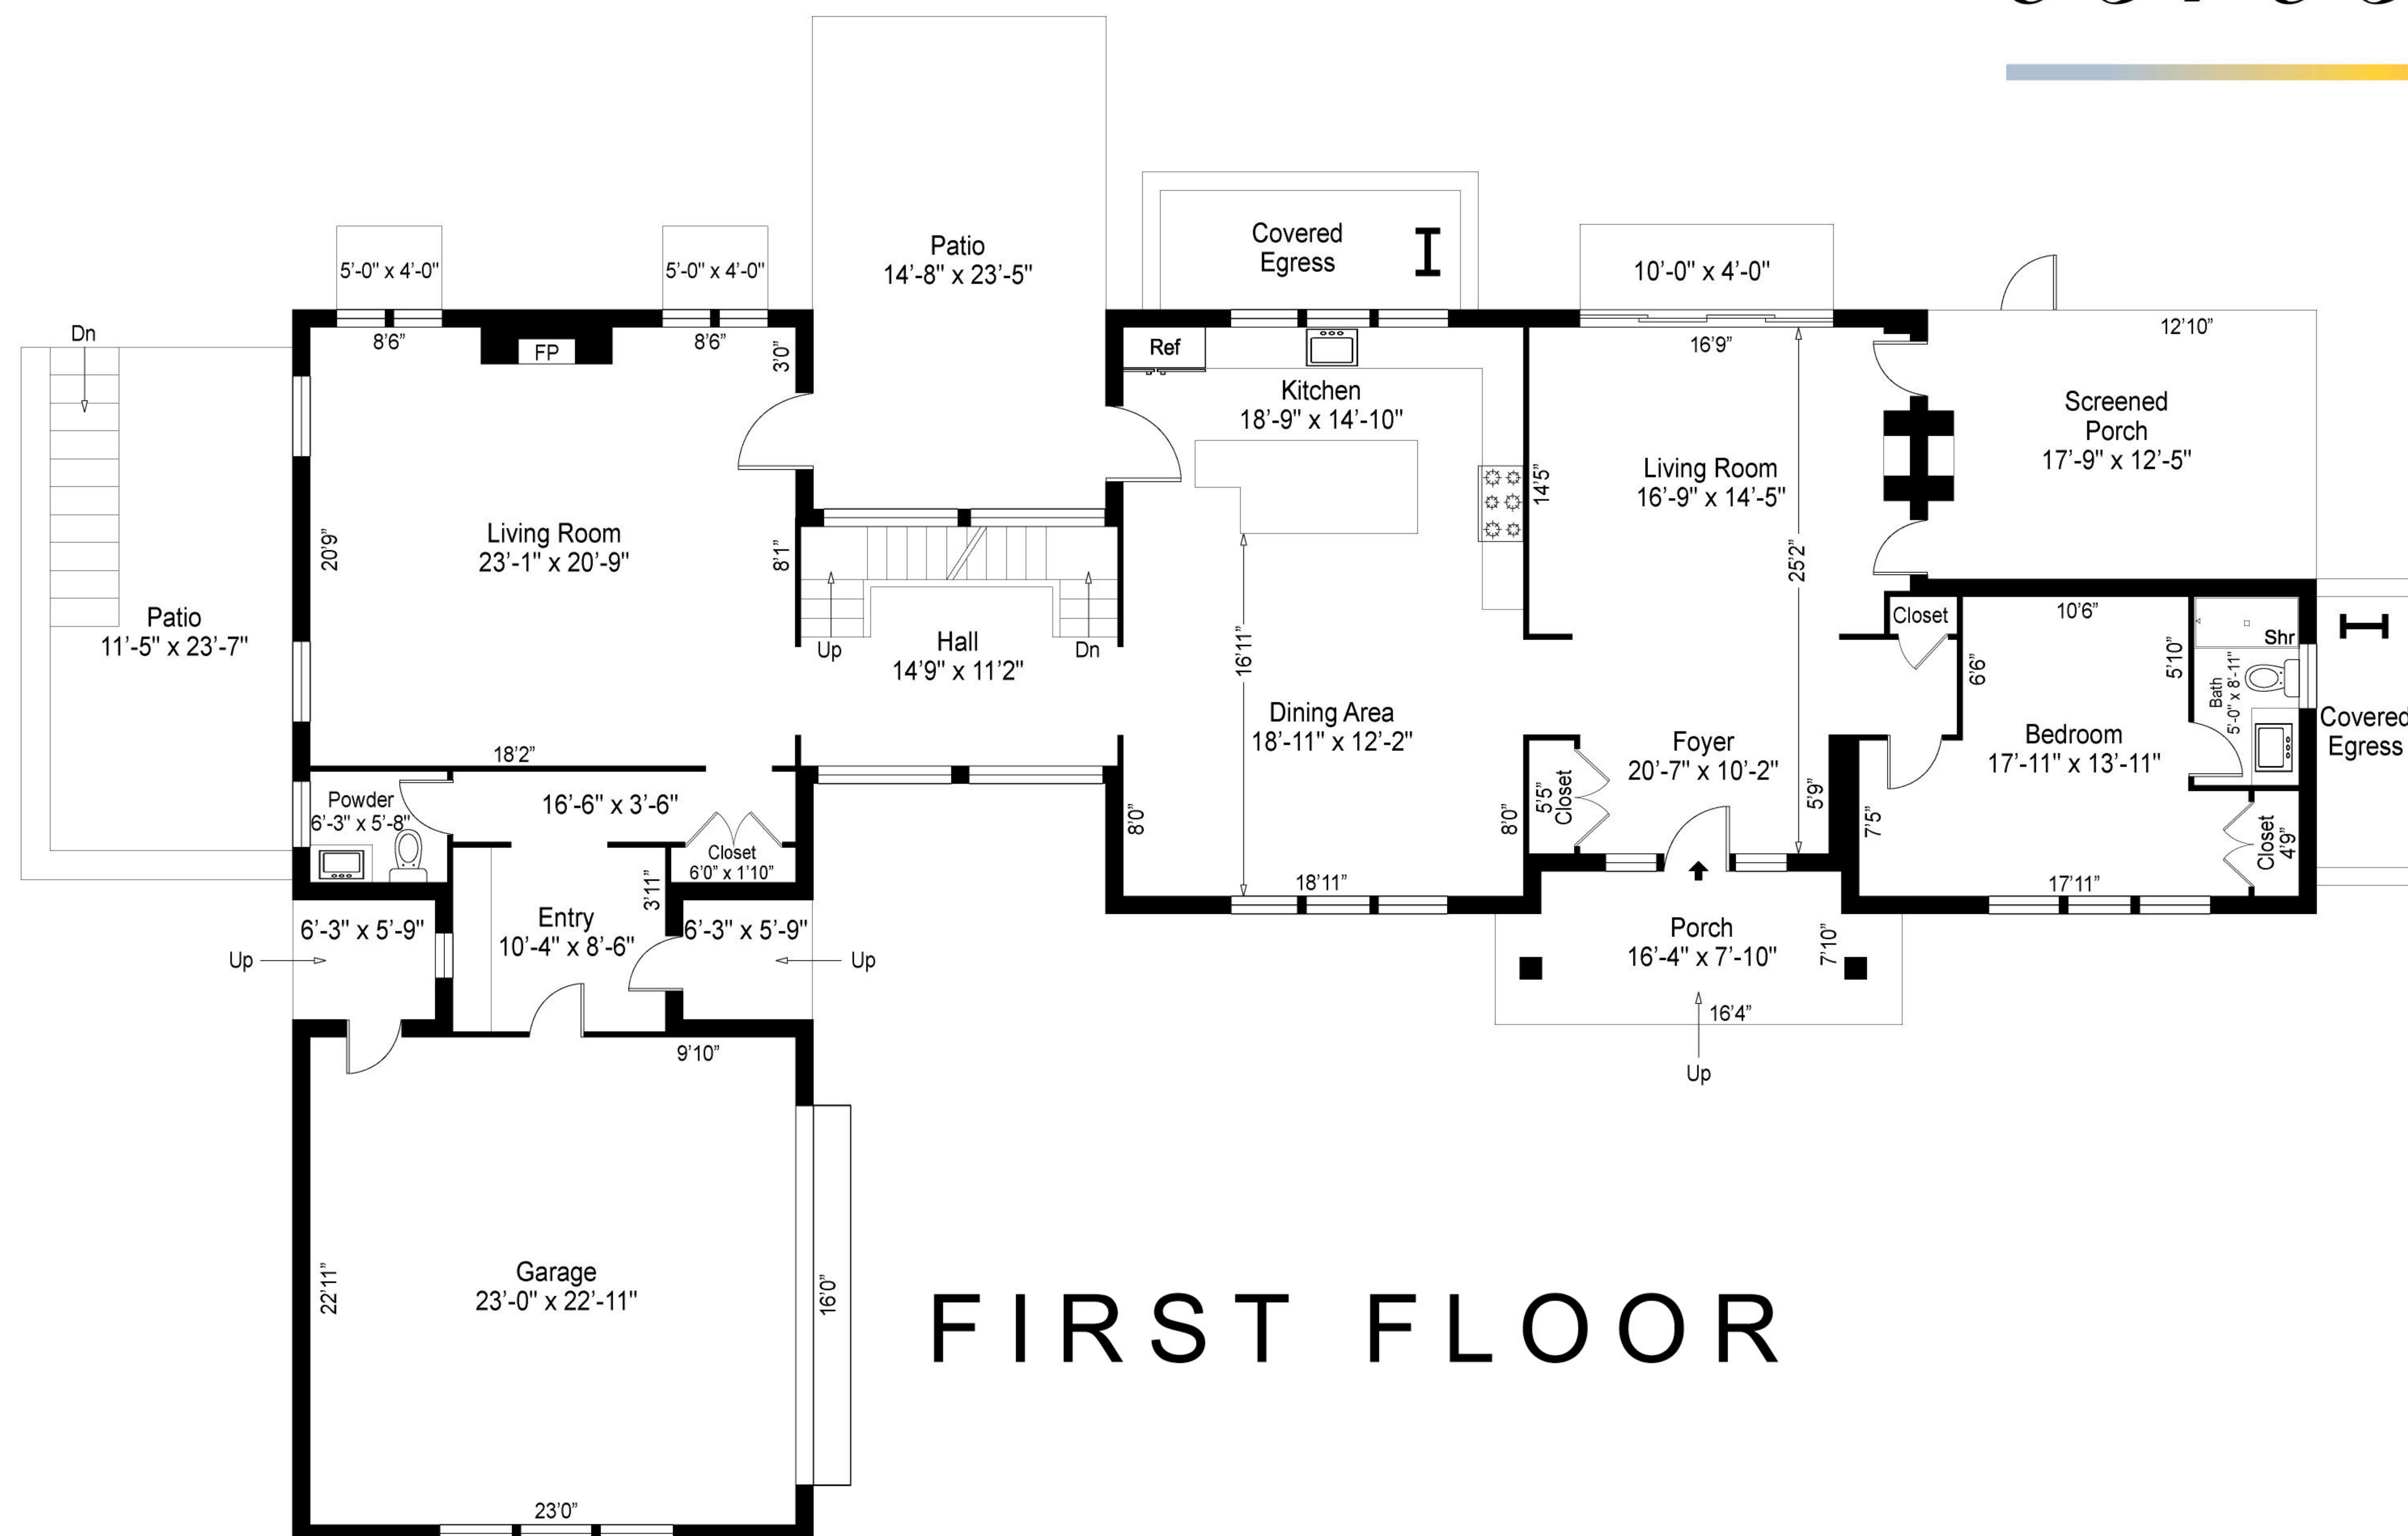 Patio
14'-8" x 23'-5"
Covered
Egress
I
5'-0" x 4'-0"
5'-0" x 4'-0"
10'-0" x 4'-0"
Dn
8'6"
FP
8'6"
3'0"
Ref
16'9"
12'10"
Kitchen
18'-9" x 14'-10"
Screened
Porch
17'-9" x 12'-5"
Living Room
16'-9" x 14'-5"
14'5"
25'2"
Living Room
23'-1" x 20'-9"
20'9"
8'1"
Patio
11'-5" x 23'-7"
Up
Hall
14'9" x 11'2"
Dn
16'11"
Closet
10'6"
6'6"
5'10"
Shr
Bath
5'-0" x 8'-11"
I
Covered
Egress
Dining Area
18'-11" x 12'-2"
Foyer
20'-7" x 10'-2"
Bedroom
17'-11" x 13'-11"
18'2"
Powder
6'-3" x 5'-8"
16'-6" x 3'-6"
Closet
6'0" x 1'10"
8'0"
8'0"
5'5"
Closet
5'9"
7'5"
Closet
4'9"
18'11"
17'11"
3'11"
6'-3" x 5'-9"
Entry
10'-4" x 8'-6"
6'-3" x 5'-9"
Up
Up
Porch
16'-4" x 7'-10"
7'10"
16'4"
Up
9'10"
Garage
23'-0" x 22'-11"
22'11"
16'0"
23'0"
FIRST FLOOR